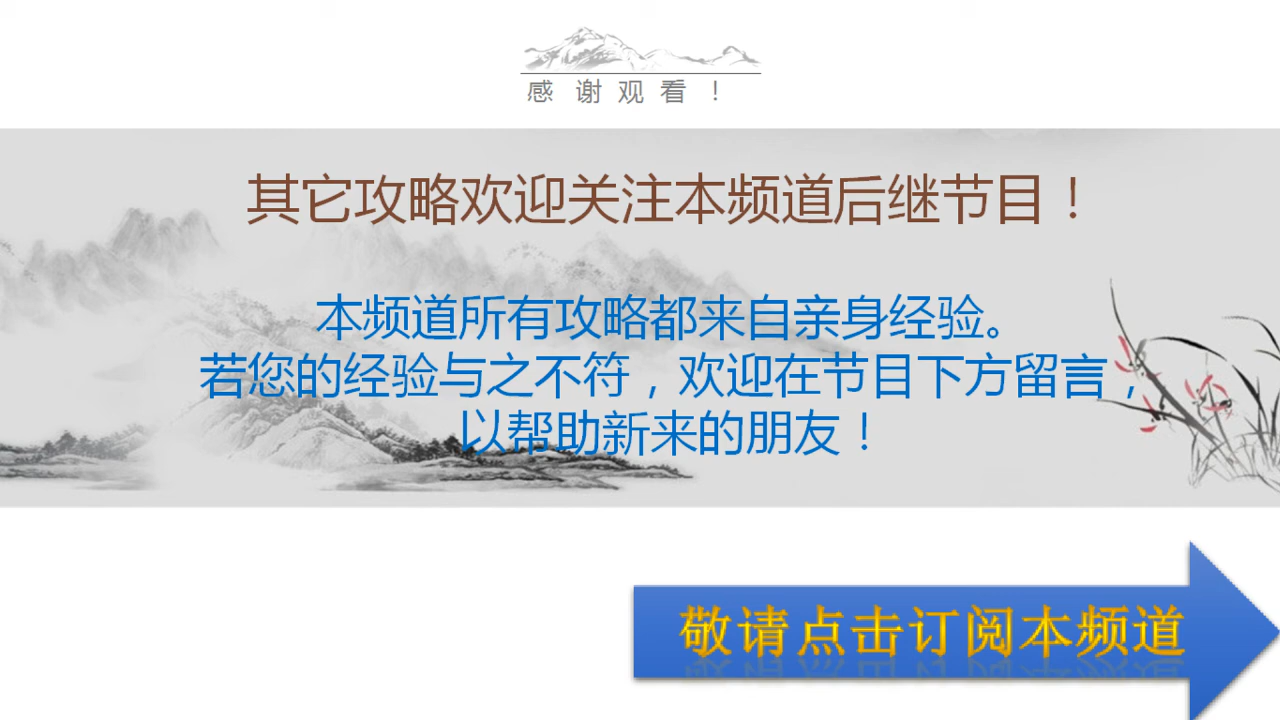 感谢观看！
其它攻略欢迎关注本频道后继节目！
本频道所有攻略都来自亲身经验。
若您的经验与之不符，欢迎在节目下方留言，
以帮助新来的朋友！
敬请点击订阅本频道